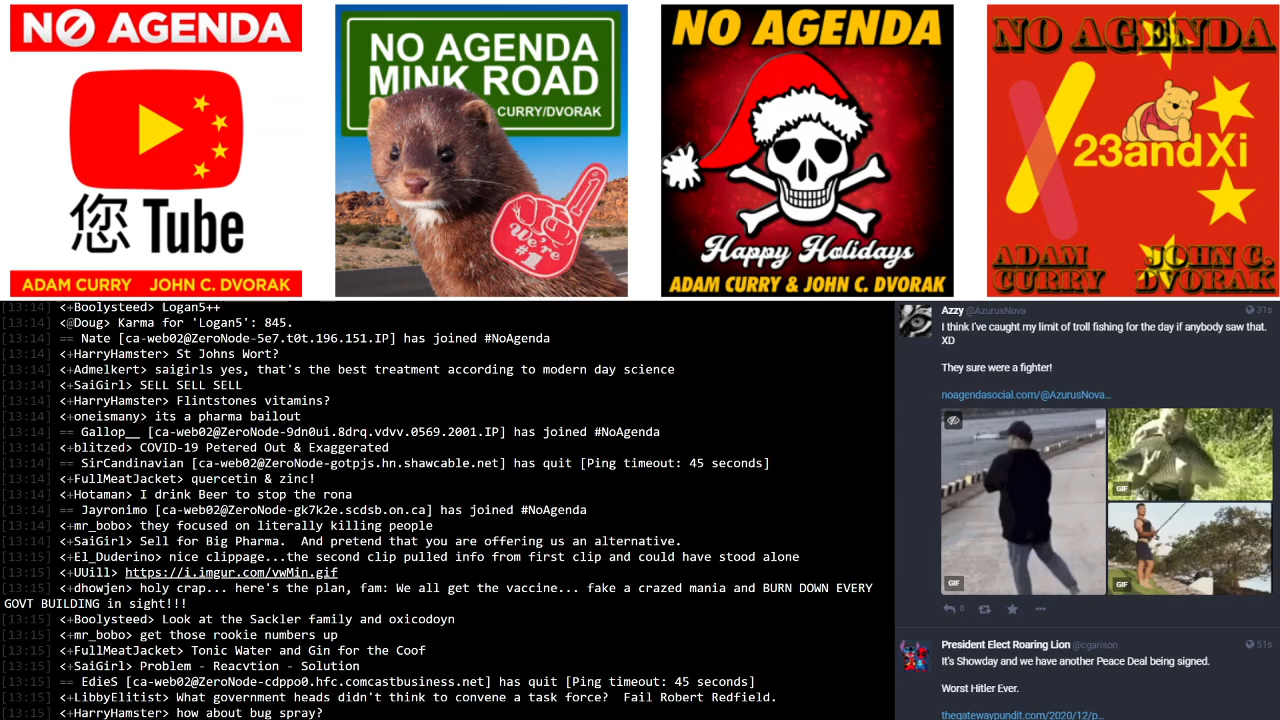 NO AGENDA
您 Tube
ADAM CURRY JOHN C. DVORAK
NO AGENDA
MINK ROAD
CURRY/DVORAK
1
We're
#1
NO AGENDA
Happy Holidays
ADAM CURRY & JOHN C. DVORAK
NO AGENDA
23andXi
ADAM CURRY
JOHN C. DVORAK
[13:14] <+Boolysteed> Logan5++
[13:14] <@Doug> Karma for 'Logan5': 845.
[13:14] == Nate [ca-web02@ZeroNode-5e7.t0t.196.151.IP] has joined #NoAgenda
[13:14] <+HarryHamster> St Johns Wort?
[13:14] <+Admelkert> saigirls yes, that's the best treatment according to modern day science
[13:14] <+SaiGirl> SELL SELL SELL
[13:14] <+HarryHamster> Flintstones vitamins?
[13:14] <+oneismany> its a pharma bailout
[13:14] == Gallop__ [ca-web02@ZeroNode-9dn0ui.8drq.vdvv.0569.2001.IP] has joined #NoAgenda
[13:14] <+blitzed> COVID-19 Petered Out & Exaggerated
[13:14] == SirCandinavian [ca-web02@ZeroNode-gotpjs.hn.shawcable.net] has quit [Ping timeout: 45 seconds]
[13:14] <+FullMeatJacket> quercetin & zinc!
[13:14] <+Hotaman> I drink Beer to stop the rona
[13:14] == Jayronimo [ca-web02@ZeroNode-gk7k2e.scdsb.on.ca] has joined #NoAgenda
[13:14] <+mr_bobo> they focused on literally killing people
[13:14] <+SaiGirl> Sell for Big Pharma.  And pretend that you are offering us an alternative.
[13:15] <+El_Duderino> nice clippage...the second clip pulled info from first clip and could have stood alone
[13:15] <+UUill> https://i.imgur.com/vwMin.gif
[13:15] <+dhowjen> holy crap... here's the plan, fam: We all get the vaccine... fake a crazed mania and BURN DOWN EVERY
GOVT BUILDING in sight!!!
[13:15] <+Boolysteed> Look at the Sackler family and oxicodoyn
[13:15] <+mr_bobo> get those rookie numbers up
[13:15] <+FullMeatJacket> Tonic Water and Gin for the Coof
[13:15] <+SaiGirl> Problem - Reacvtion - Solution
[13:15] == EdieS [ca-web02@ZeroNode-cdppo0.hfc.comcastbusiness.net] has quit [Ping timeout: 45 seconds]
[13:15] <+LibbyElitist> What government heads didn't think to convene a task force?  Fail Robert Redfield.
[13:15] <+HarryHamster> how about bug spray?
Azzy @AzurusNova 31s
I think I've caught my limit of troll fishing for the day if anybody saw that.
XD
They sure were a fighter!
noagendasocial.com/@AzurusNova…
GIF
GIF
GIF
0
President Elect Roaring Lion @cgarison 51s
It's Showday and we have another Peace Deal being signed.
Worst Hitler Ever.
thegatewaypundit.com/2020/12/p…